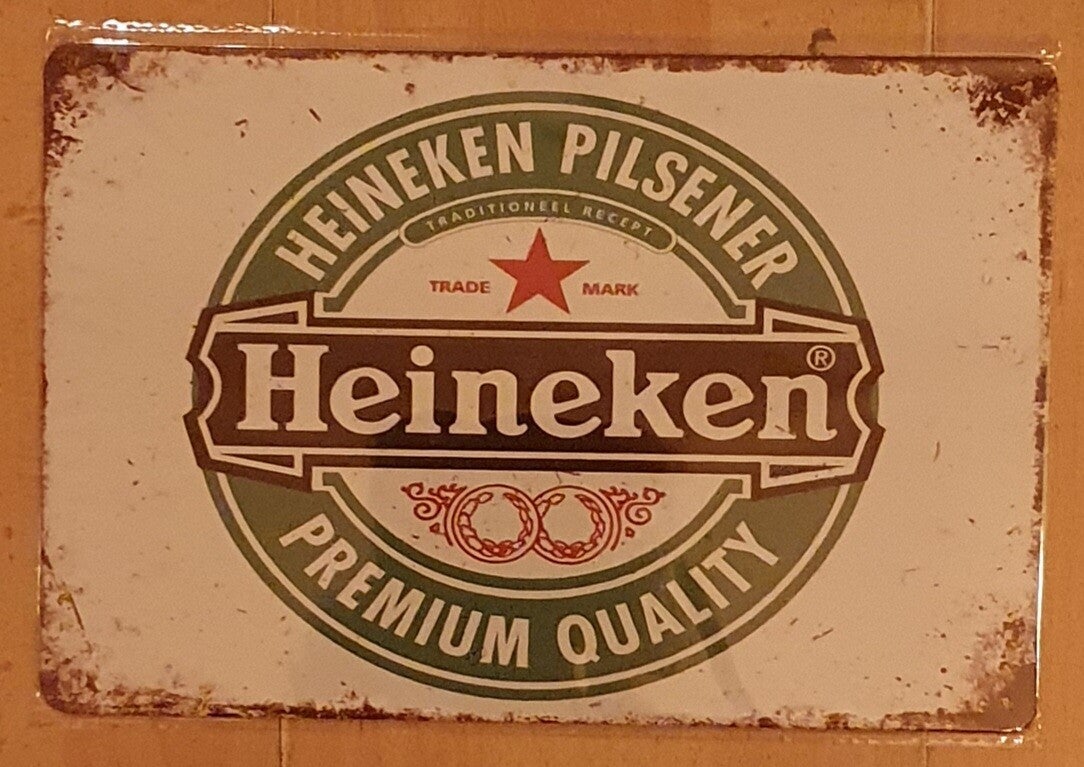 HEINEKEN PILSENER
TRADITIONEEL RECEPT
TRADE MARK
Heineken®
PREMIUM QUALITY